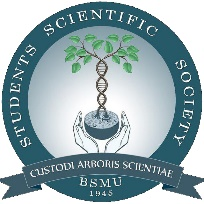 STUDENTS SCIENTIFIC SOCIETY
CUSTODI ARBORIS SCIENTIAE
BSMU
1945